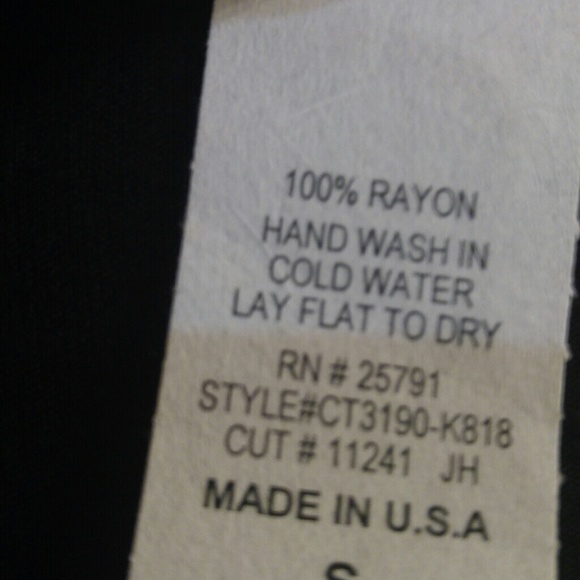 100% RAYON
HAND WASH IN
COLD WATER
LAY FLAT TO DRY
RN # 25791
STYLE#CT3190-K818
CUT # 11241 JH
MADE IN U.S.A
S